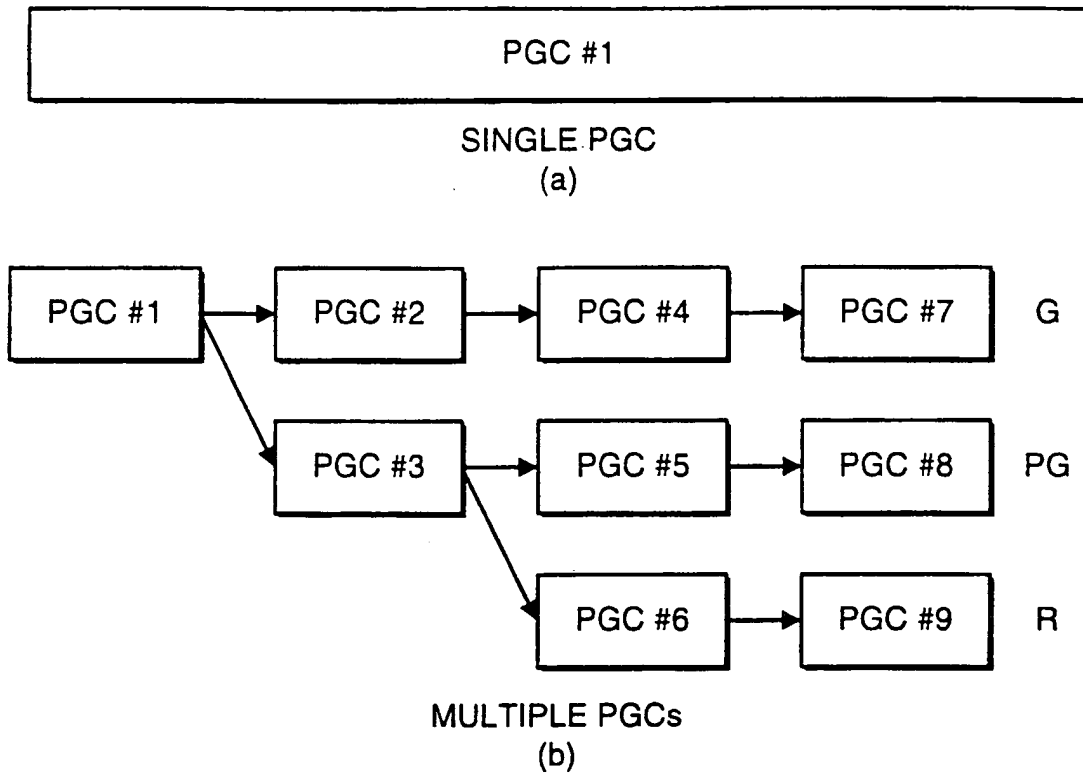 PGC #1
SINGLE PGC
(a)
PGC #1 PGC #2 PGC #4 PGC #7 G
PGC #3 PGC #5 PGC #8 PG
PGC #6 PGC #9 R
MULTIPLE PGCs
(b)